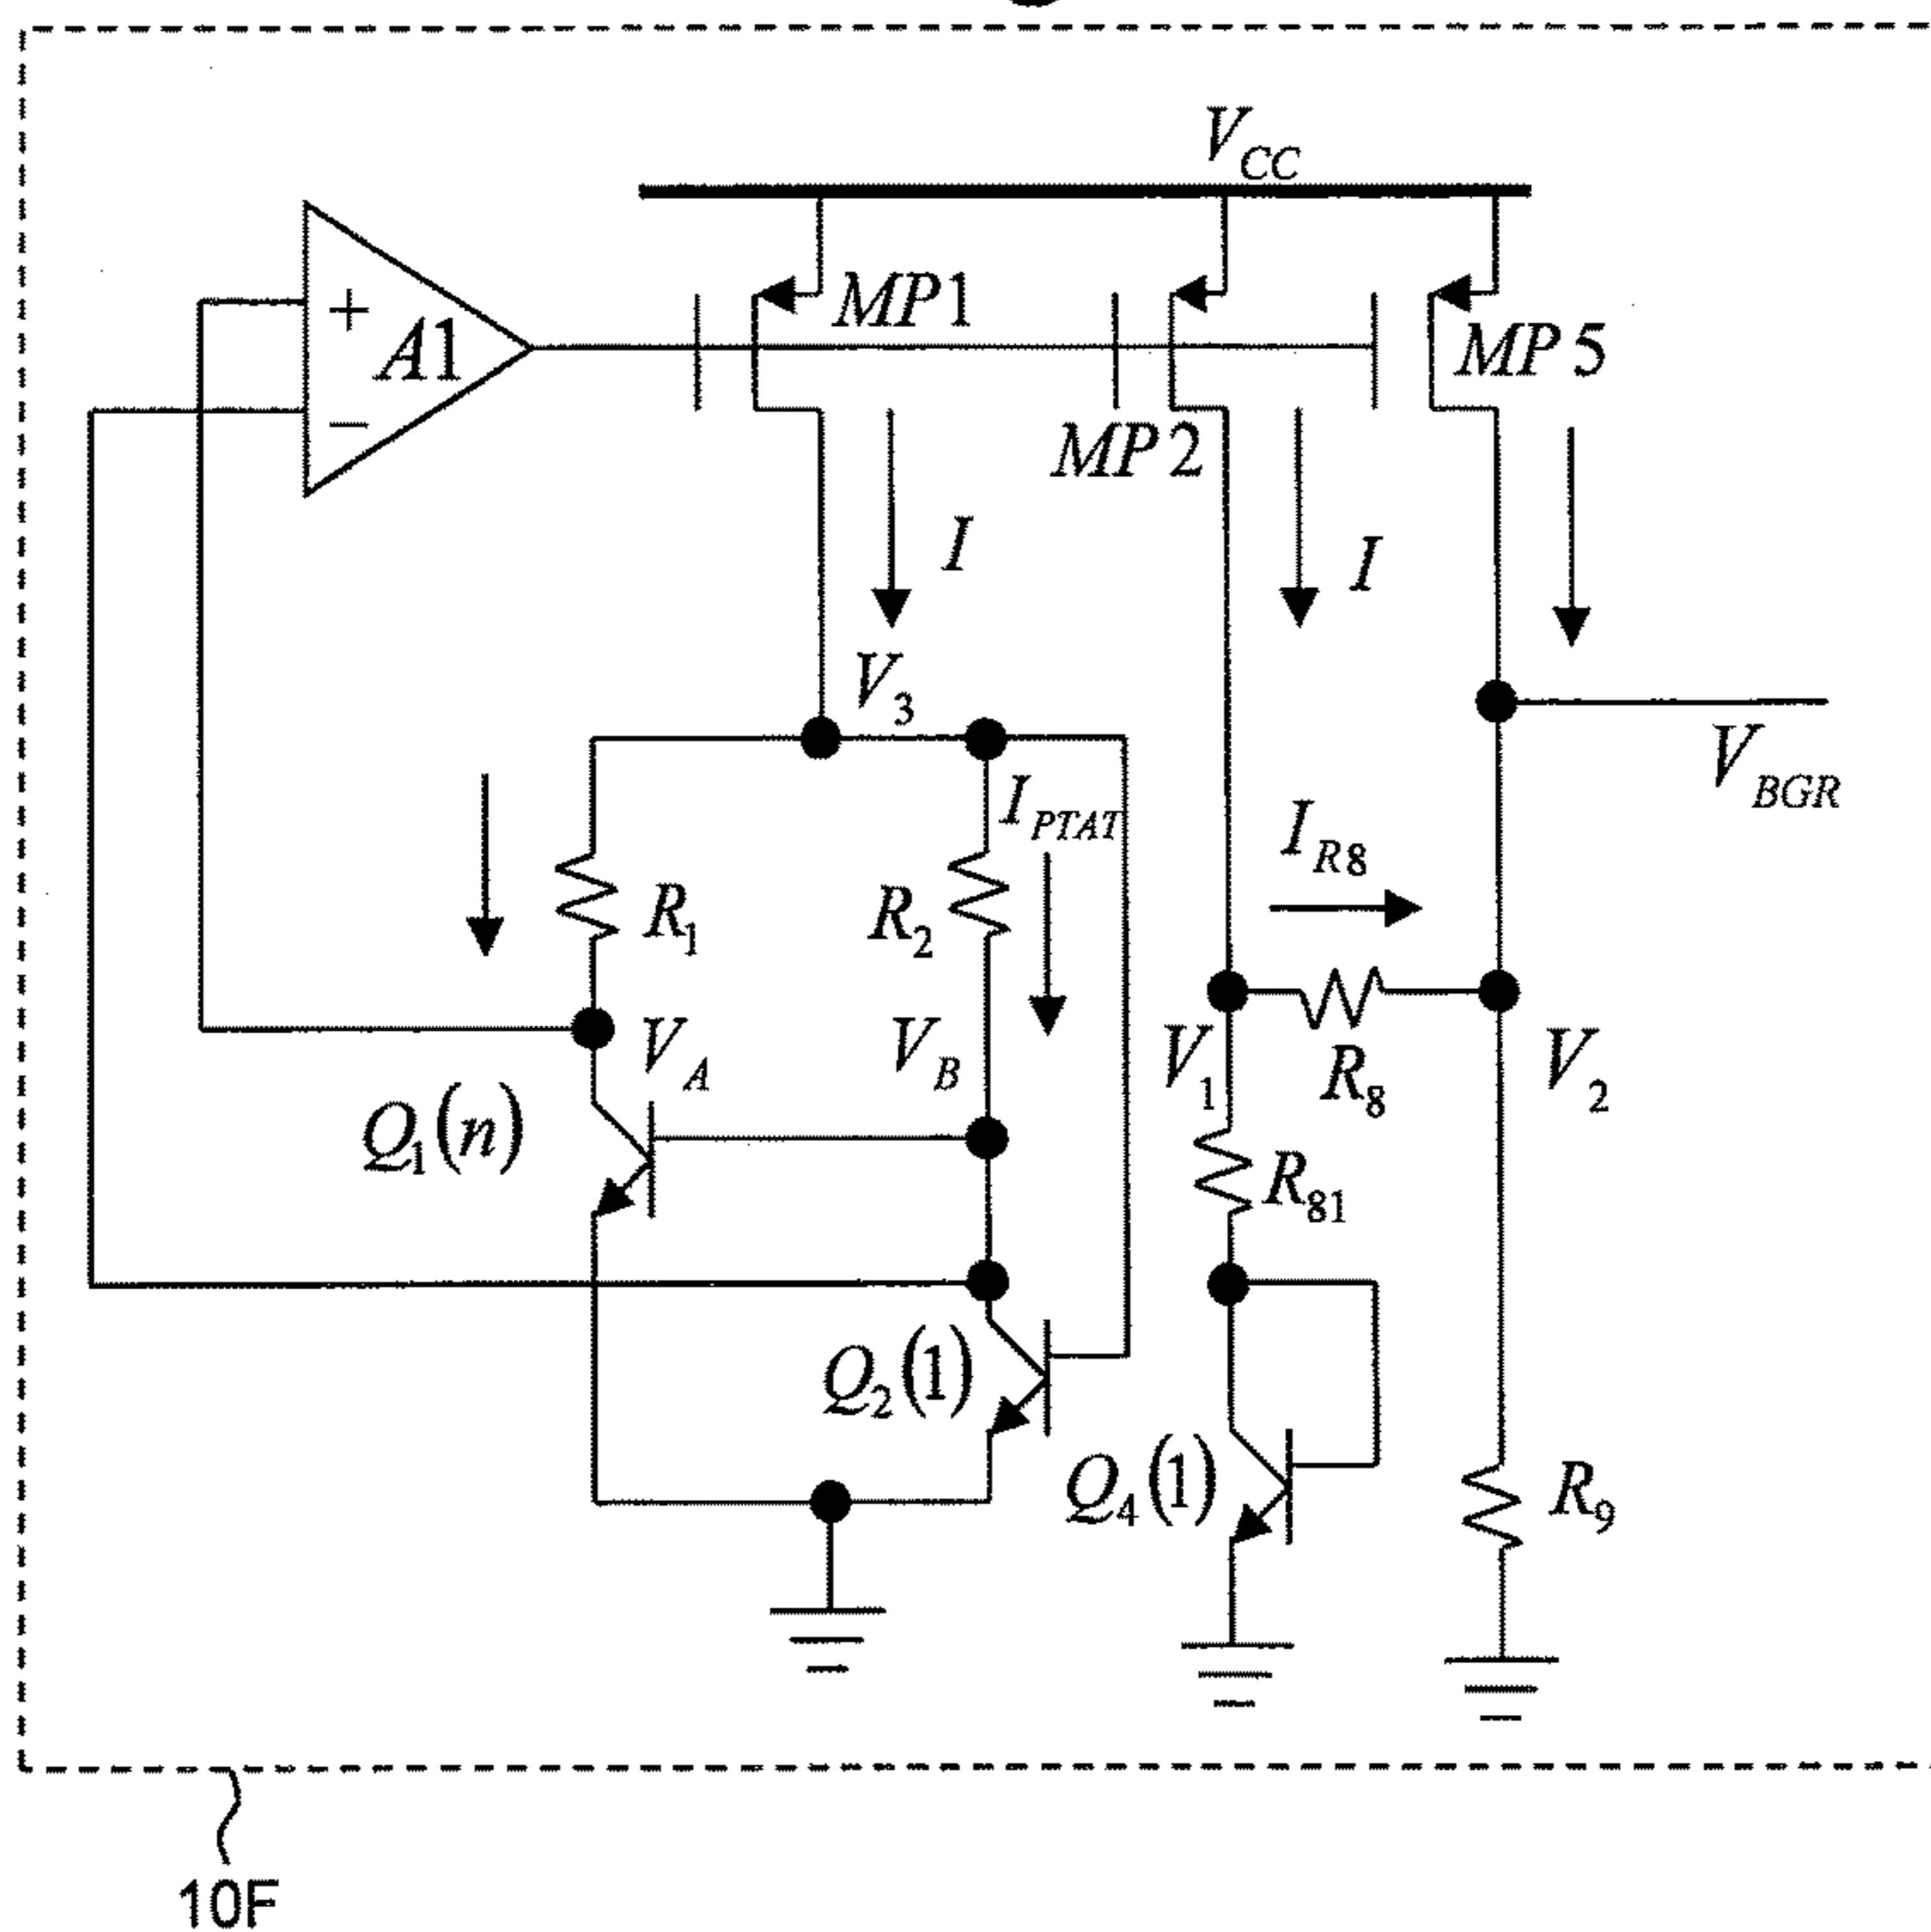 V_CC
+
A1
−
MP1
MP2
MP5
I
I
V_3
I_PTAT
V_BGR
I_R8
R_1
R_2
V_A
V_B
V_1
R_8
V_2
Q_1(n)
R_81
Q_2(1)
Q_4(1)
R_9
10F